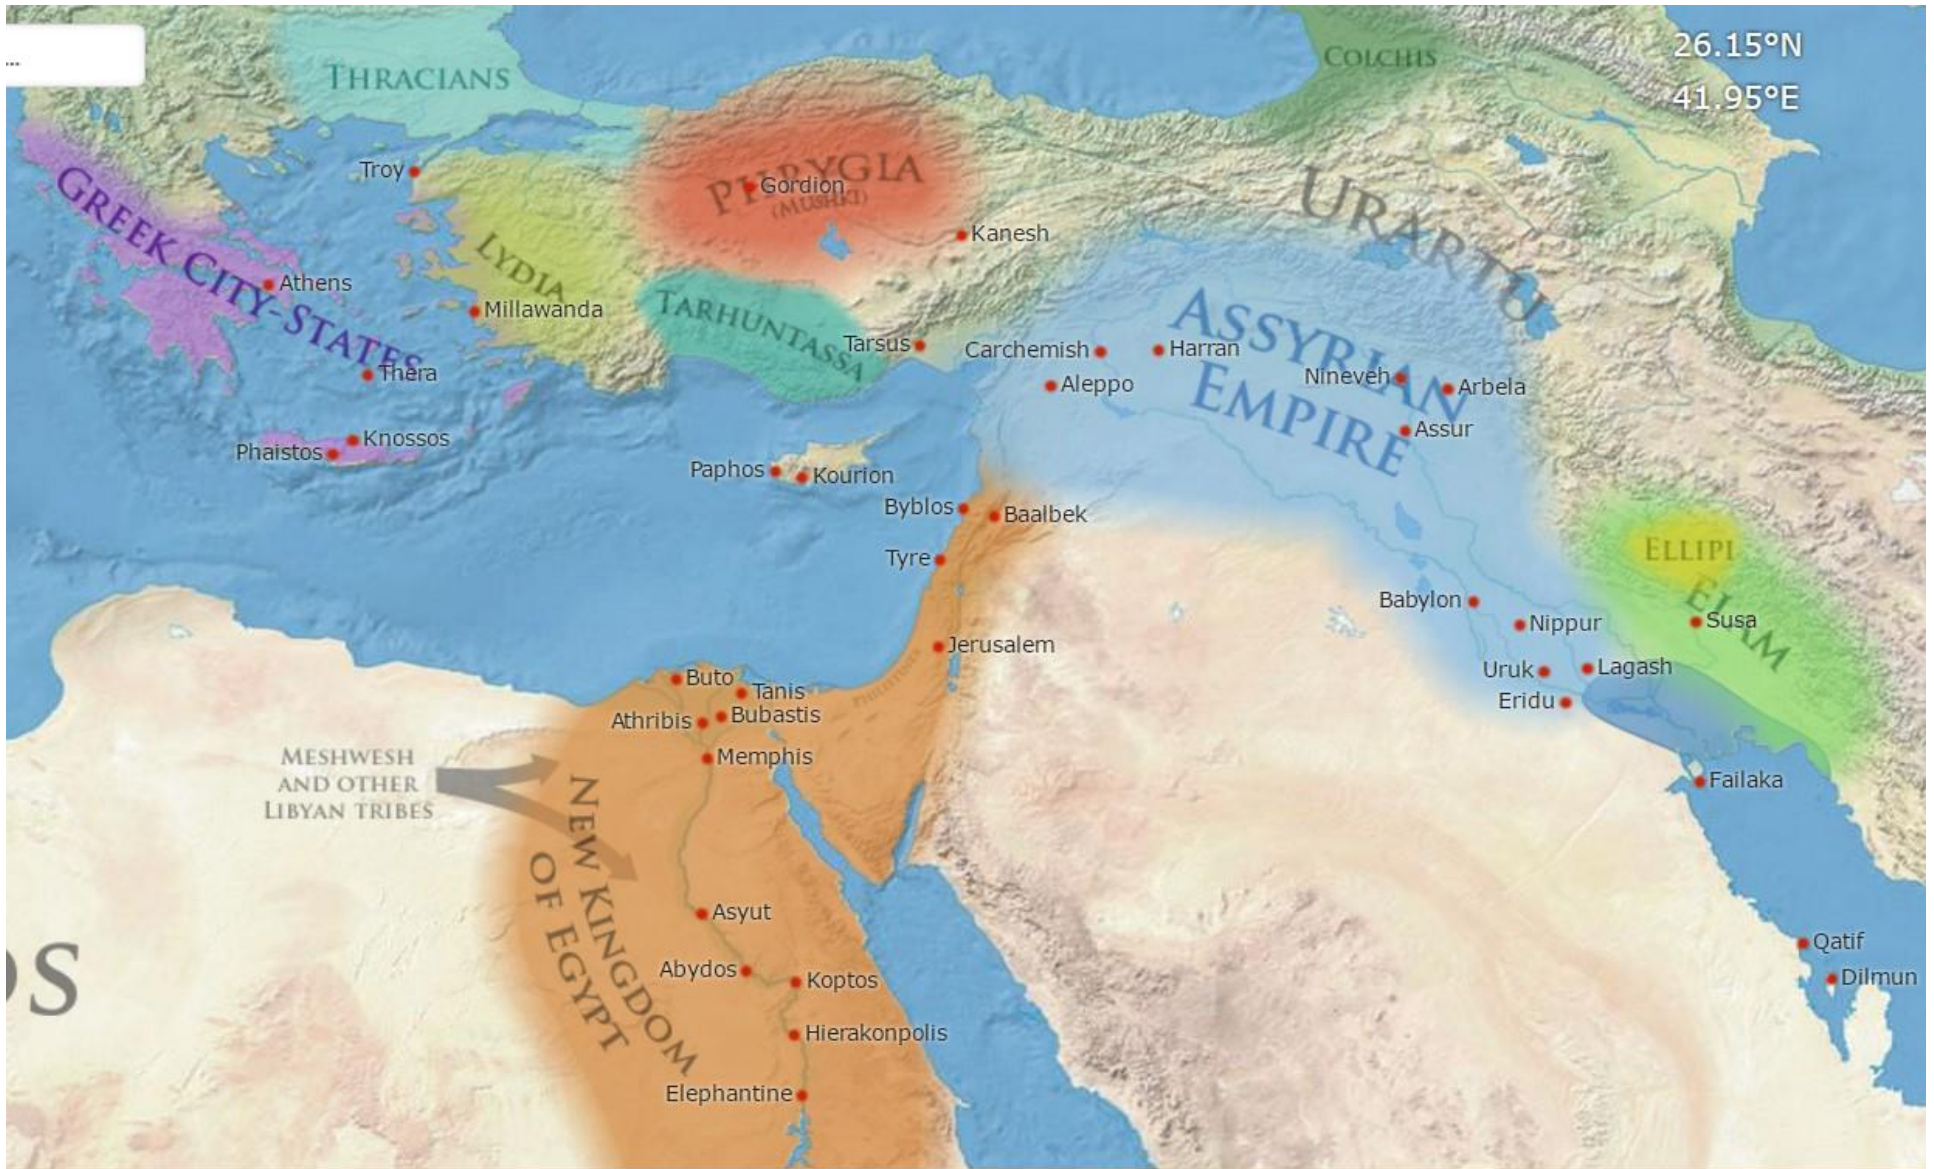 ...
THRACIANS
COLCHIS
26.15°N
41.95°E
Troy
PHRYGIA
(MUSHKI)
Gordion
URARTU
GREEK CITY-STATES
LYDIA
Kanesh
Athens
Millawanda
TARHUNTASSA
Tarsus
Carchemish
Harran
ASSYRIAN
EMPIRE
Nineveh
Arbela
Aleppo
Thera
Assur
Knossos
Phaistos
Paphos
Kourion
Byblos
Baalbek
Tyre
ELLIPI
ELAM
Babylon
Susa
Nippur
Jerusalem
Uruk
Lagash
Eridu
Buto
Tanis
Athribis
Bubastis
Memphis
MESHWESH
AND OTHER
LIBYAN TRIBES
Failaka
NEW KINGDOM
OF EGYPT
Asyut
Qatif
Abydos
Koptos
Dilmun
OS
Hierakonpolis
Elephantine